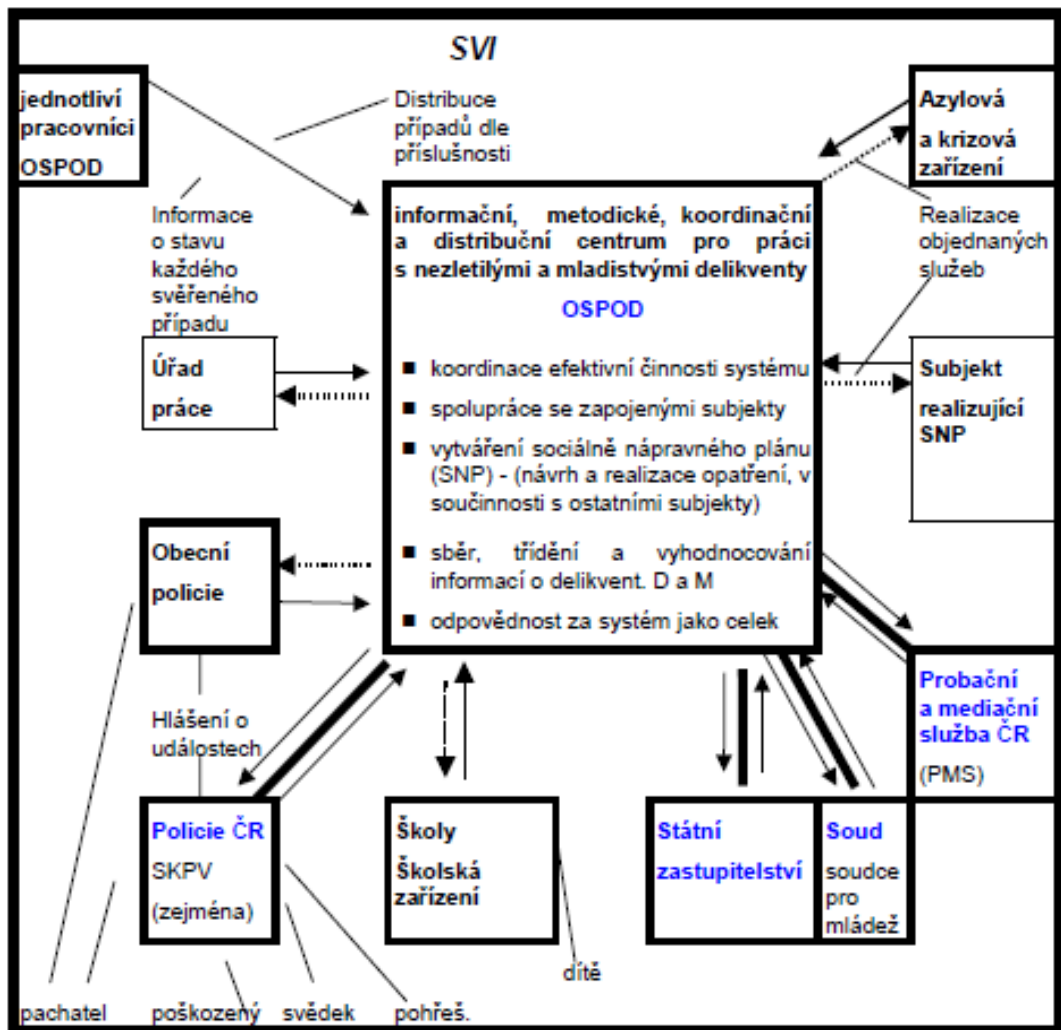 SVI
jednotliví
pracovníci
OSPOD
Distribuce
případů dle
příslušnosti
Azylová
a krizová
zařízení
Informace
o stavu
každého
svěřeného
případu
informační, metodické, koordinační
a distribuční centrum pro práci
s nezletilými a mladistvými delikventy
OSPOD
■ koordinace efektivní činnosti systému
■ spolupráce se zapojenými subjekty
■ vytváření sociálně nápravného plánu
(SNP) - (návrh a realizace opatření, v
součinnosti s ostatními subjekty)
■ sběr, třídění a vyhodnocování
informací o delikvent. D a M
■ odpovědnost za systém jako celek
Realizace
objednaných
služeb
Úřad
práce
Subjekt
realizující
SNP
Obecní
policie
Hlášení o
událostech
Probační
a mediační
služba ČR
(PMS)
Policie ČR
SKPV
(zejména)
Školy
Školská
zařízení
Státní
zastupitelství
Soud
soudce
pro
mládež
dítě
pachatel poškozený svědek pohřeš.